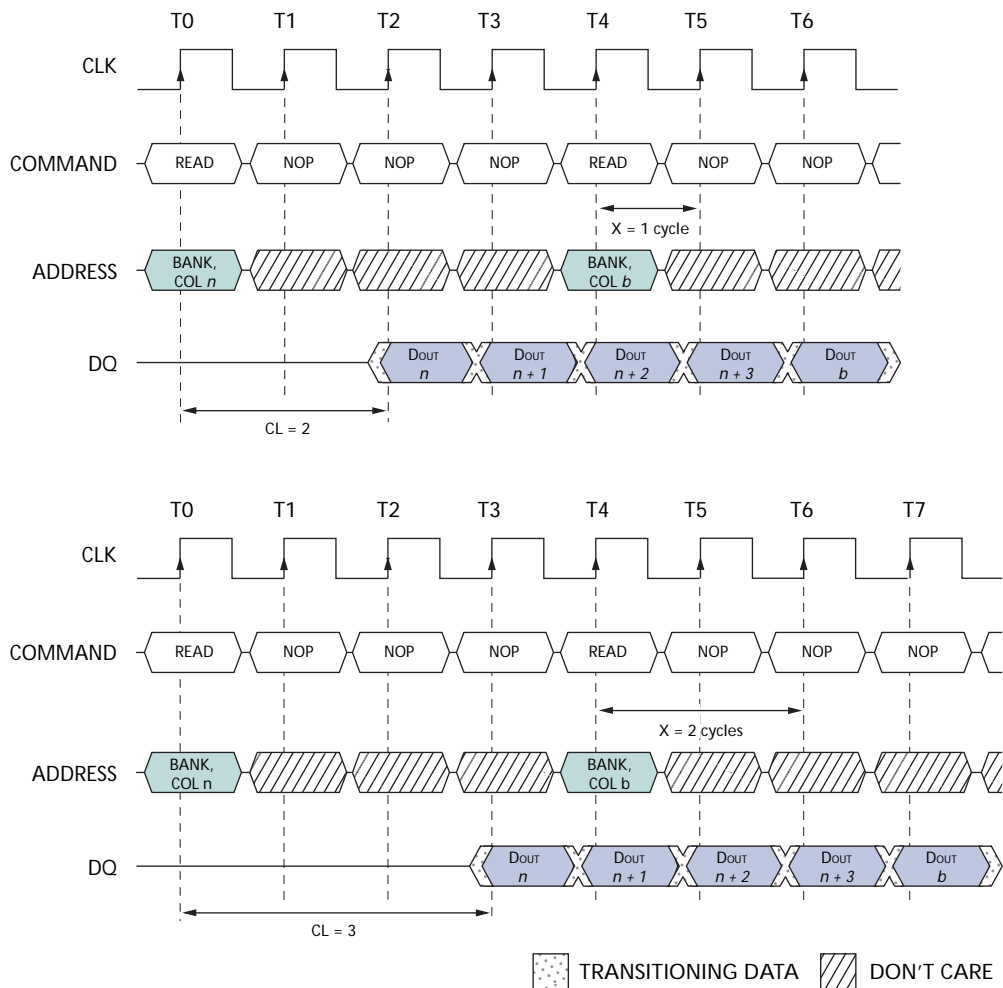 T0 T1 T2 T3 T4 T5 T6
CLK
COMMAND READ NOP NOP NOP READ NOP NOP
X = 1 cycle
ADDRESS BANK, COL n BANK, COL b
DQ DOUT n DOUT n + 1 DOUT n + 2 DOUT n + 3 DOUT b
CL = 2
T0 T1 T2 T3 T4 T5 T6 T7
CLK
COMMAND READ NOP NOP NOP READ NOP NOP NOP
X = 2 cycles
ADDRESS BANK, COL n BANK, COL b
DQ DOUT n DOUT n + 1 DOUT n + 2 DOUT n + 3 DOUT b
CL = 3
TRANSITIONING DATA DON'T CARE